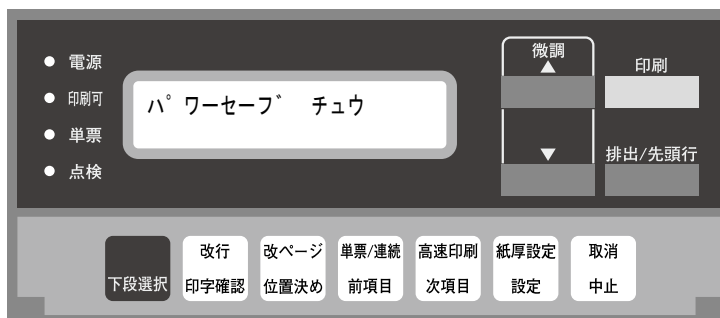 電源
印刷可
単票
点検
パワーセーブ チュウ
微調
▲
▼
印刷
排出/先頭行
下段選択
改行
印字確認
改ページ
位置決め
単票/連続
前項目
高速印刷
次項目
紙厚設定
設定
取消
中止